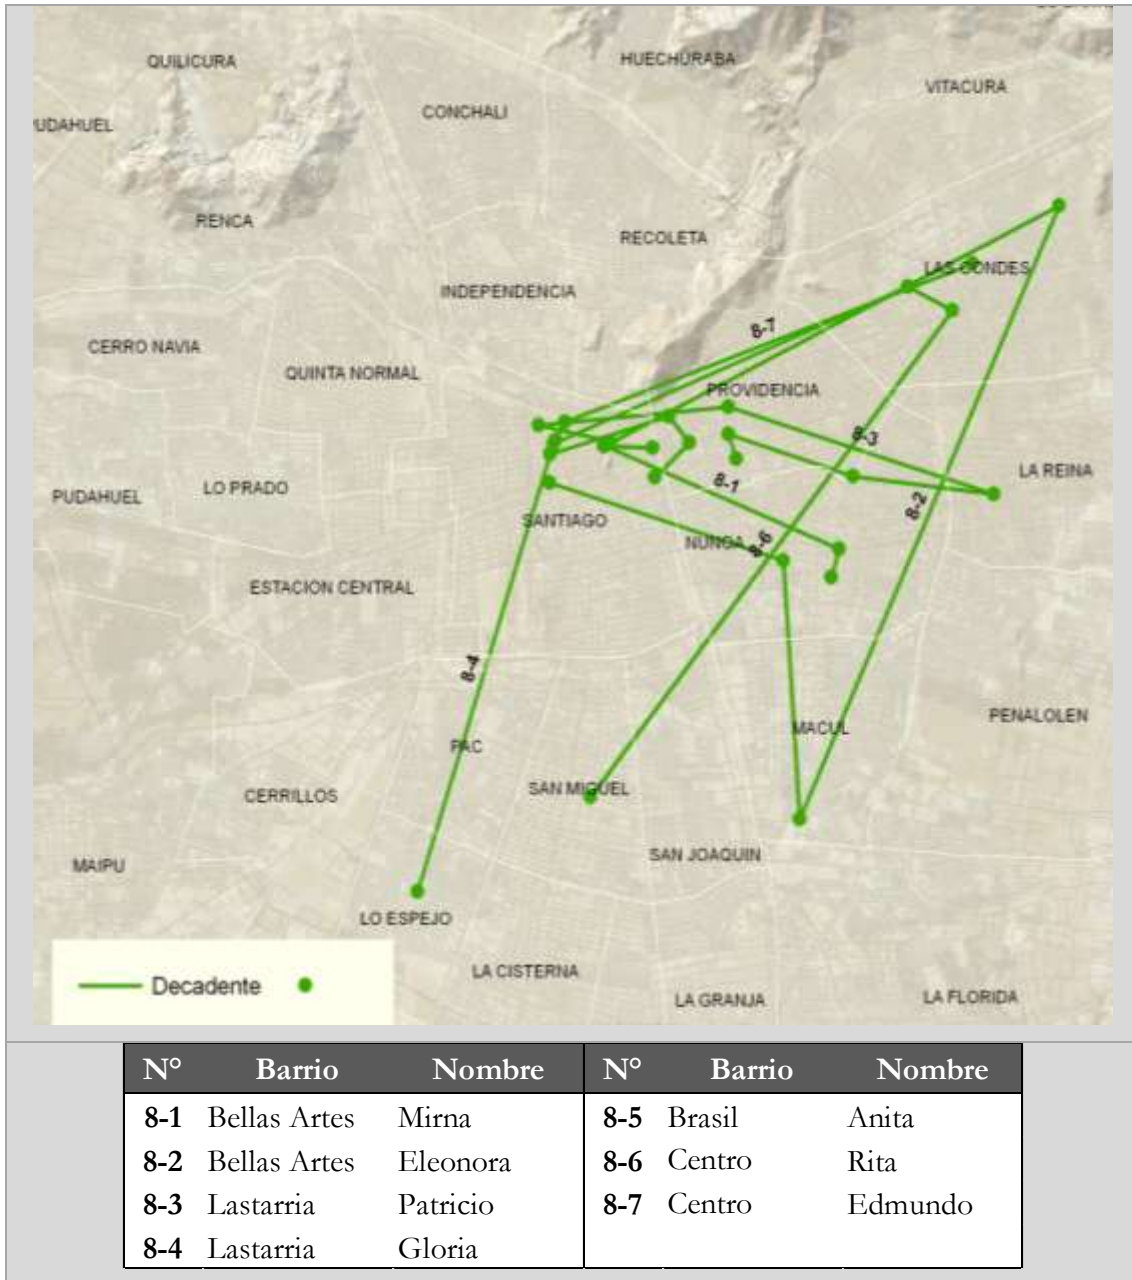 QUILICURA
HUECHURABA
VITACURA
CONCHALI
PUDAHUEL
RENCA
RECOLETA
LAS CONDES
INDEPENDENCIA
8-7
CERRO NAVIA
QUINTA NORMAL
PROVIDENCIA
8-3
LA REINA
LO PRADO
8-1
PUDAHUEL
8-2
SANTIAGO
NUNOA
8-6
ESTACION CENTRAL
8-4
PENALOLEN
MACUL
PAC
SAN MIGUEL
CERRILLOS
SAN JOAQUIN
MAIPU
LO ESPEJO
LA CISTERNA
Decadente
LA GRANJA
LA FLORIDA
N° Barrio Nombre N° Barrio Nombre
8-1 Bellas Artes Mirna 8-5 Brasil Anita
8-2 Bellas Artes Eleonora 8-6 Centro Rita
8-3 Lastarria Patricio 8-7 Centro Edmundo
8-4 Lastarria Gloria